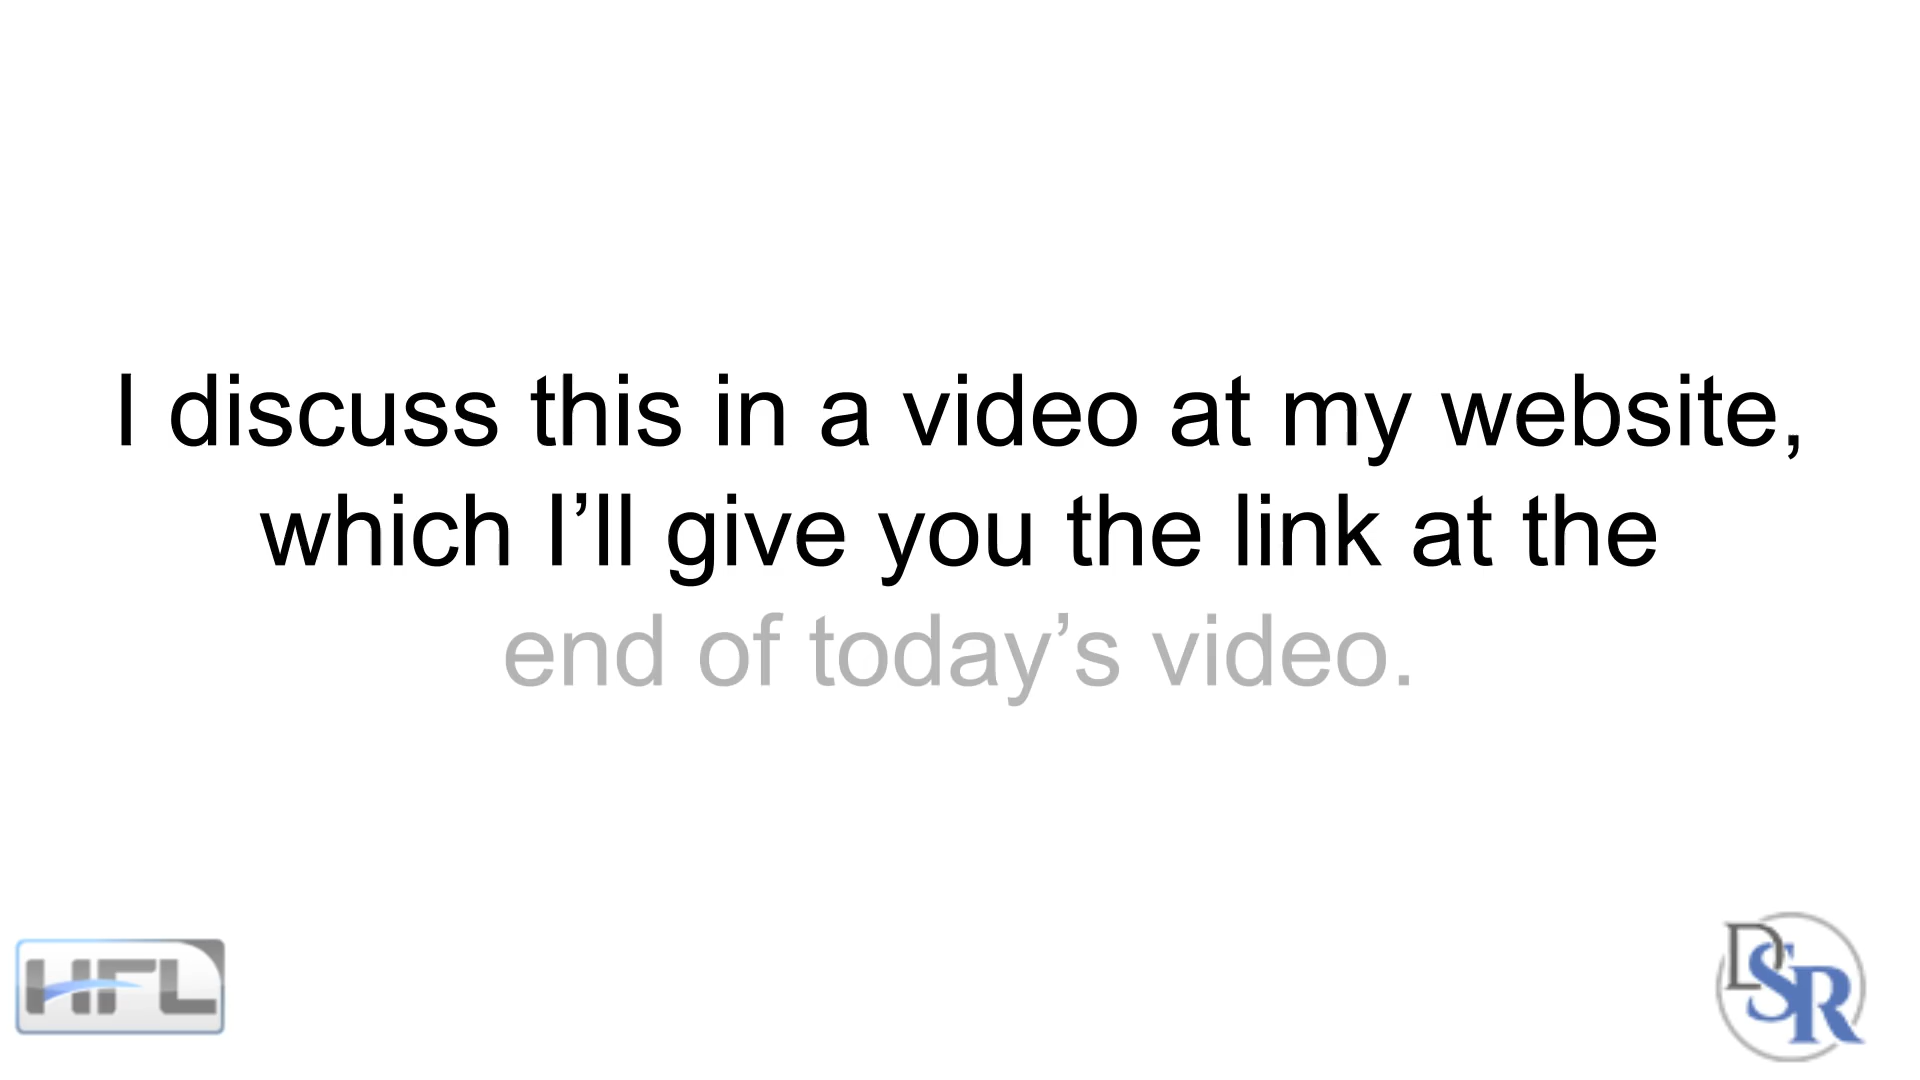 I discuss this in a video at my website,
which I’ll give you the link at the
end of today’s video.
HFL
DSR